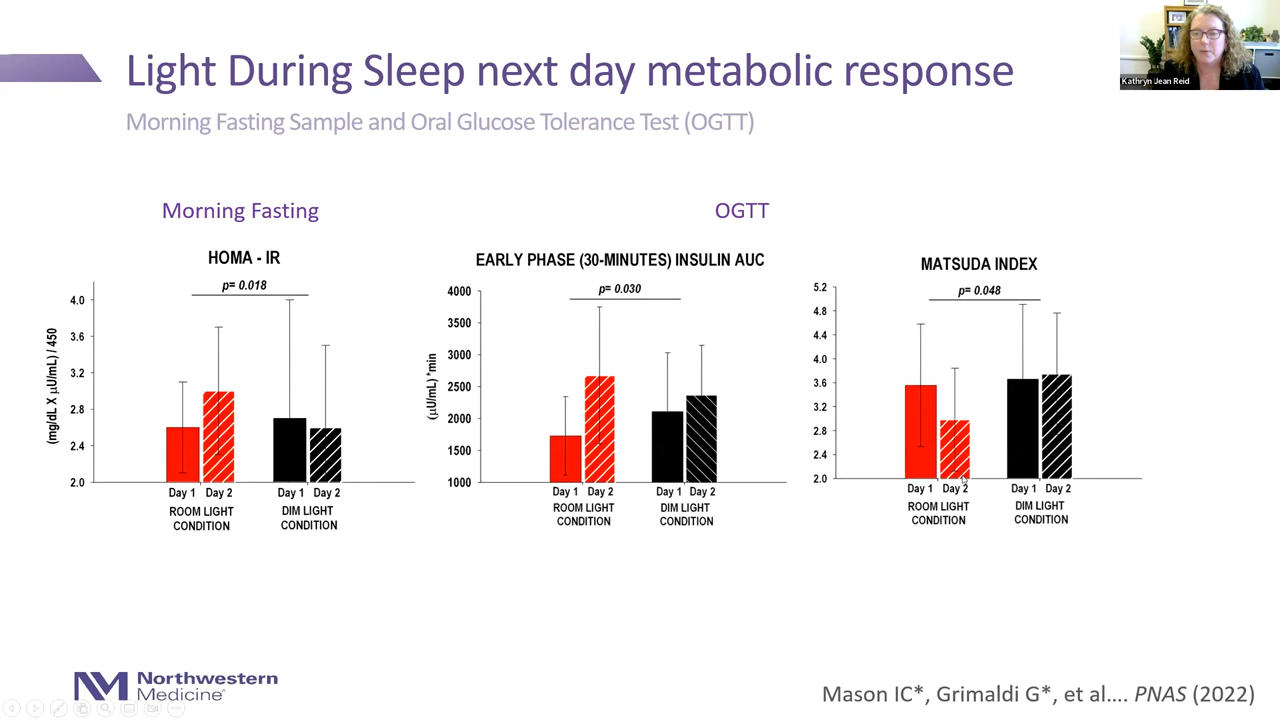 Light During Sleep next day metabolic response
Morning Fasting Sample and Oral Glucose Tolerance Test (OGTT)
Kathryn Jean Reid
Morning Fasting
OGTT
HOMA - IR
p= 0.018
(mg/dL X μU/mL) / 450
4.0
3.6
3.2
2.8
2.4
2.0
Day 1 Day 2 Day 1 Day 2
ROOM LIGHT CONDITION
DIM LIGHT CONDITION
EARLY PHASE (30-MINUTES) INSULIN AUC
p= 0.030
(μU/mL) *min
4000
3500
3000
2500
2000
1500
1000
Day 1 Day 2 Day 1 Day 2
ROOM LIGHT CONDITION
DIM LIGHT CONDITION
MATSUDA INDEX
p= 0.048
5.2
4.8
4.4
4.0
3.6
3.2
2.8
2.4
2.0
Day 1 Day 2 Day 1 Day 2
ROOM LIGHT CONDITION
DIM LIGHT CONDITION
NM Northwestern
Medicine®
Mason IC*, Grimaldi G*, et al.... PNAS (2022)